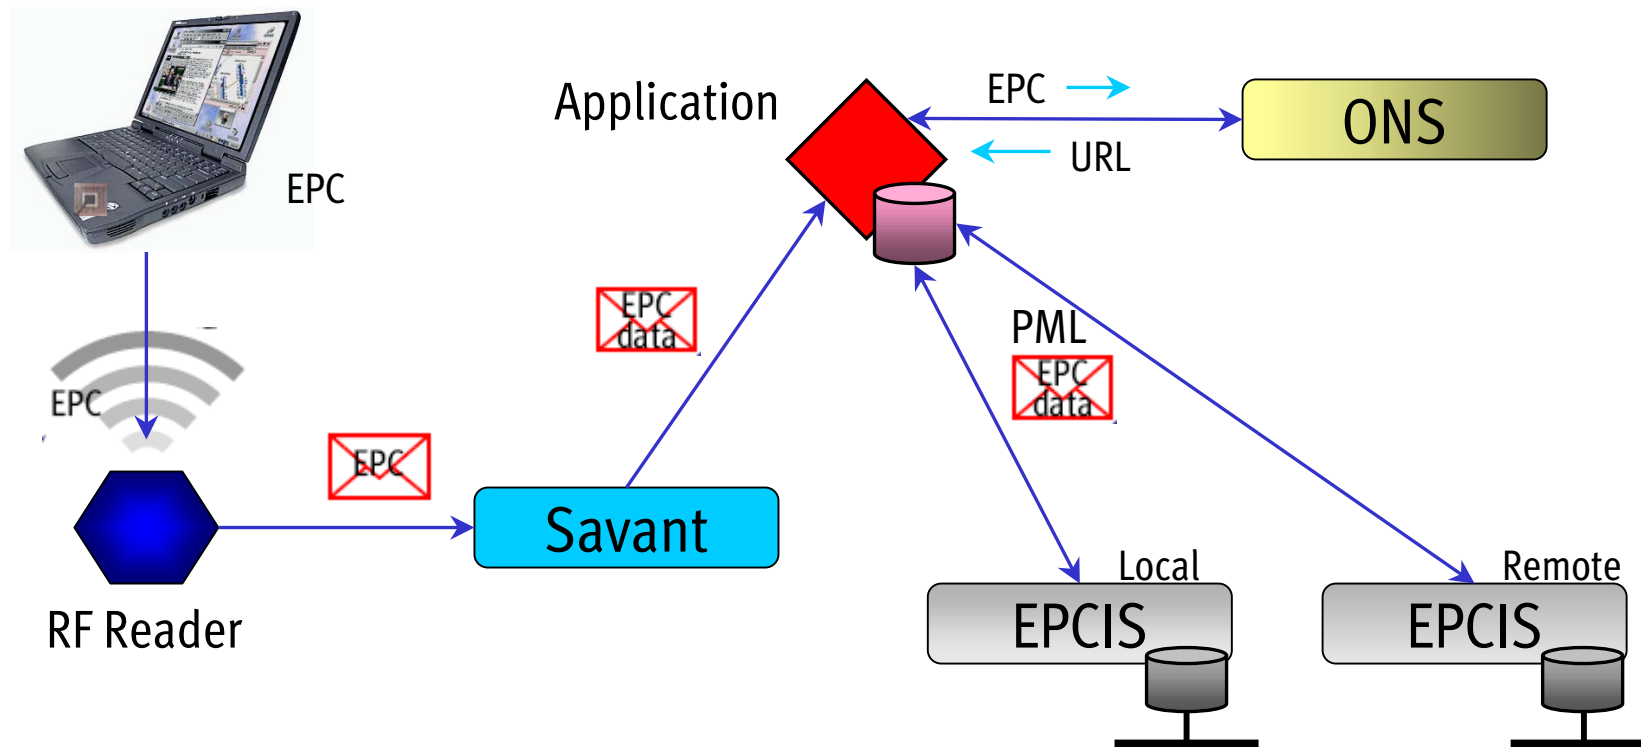 Application
EPC
ONS
URL
EPC
EPC
data
PML
EPC
data
EPC
EPC
Savant
RF Reader
Local
EPCIS
Remote
EPCIS